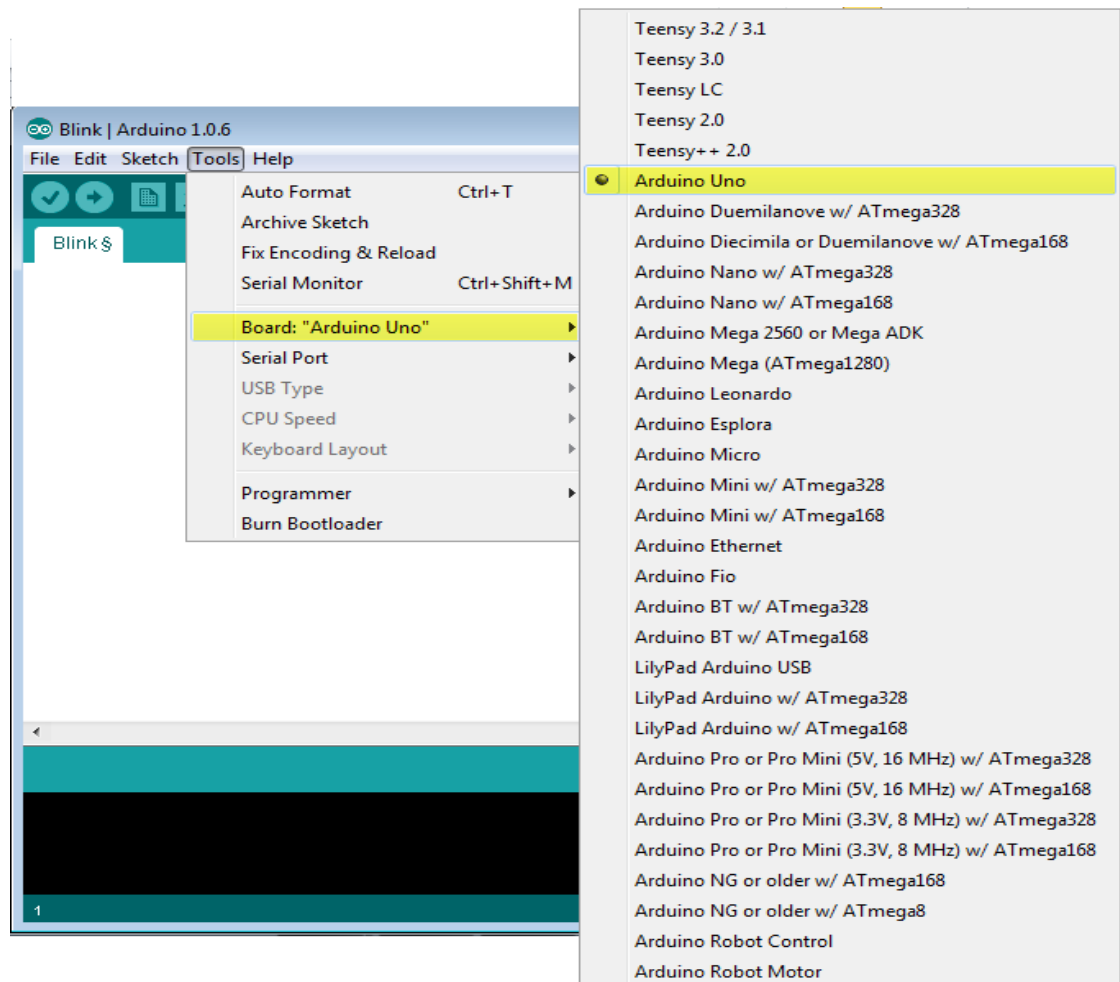 Blink | Arduino 1.0.6
File Edit Sketch Tools Help
Blink §
Auto Format Ctrl+T
Archive Sketch
Fix Encoding & Reload
Serial Monitor Ctrl+Shift+M
Board: "Arduino Uno"
Serial Port
USB Type
CPU Speed
Keyboard Layout
Programmer
Burn Bootloader
1
Teensy 3.2 / 3.1
Teensy 3.0
Teensy LC
Teensy 2.0
Teensy++ 2.0
Arduino Uno
Arduino Duemilanove w/ ATmega328
Arduino Diecimila or Duemilanove w/ ATmega168
Arduino Nano w/ ATmega328
Arduino Nano w/ ATmega168
Arduino Mega 2560 or Mega ADK
Arduino Mega (ATmega1280)
Arduino Leonardo
Arduino Esplora
Arduino Micro
Arduino Mini w/ ATmega328
Arduino Mini w/ ATmega168
Arduino Ethernet
Arduino Fio
Arduino BT w/ ATmega328
Arduino BT w/ ATmega168
LilyPad Arduino USB
LilyPad Arduino w/ ATmega328
LilyPad Arduino w/ ATmega168
Arduino Pro or Pro Mini (5V, 16 MHz) w/ ATmega328
Arduino Pro or Pro Mini (5V, 16 MHz) w/ ATmega168
Arduino Pro or Pro Mini (3.3V, 8 MHz) w/ ATmega328
Arduino Pro or Pro Mini (3.3V, 8 MHz) w/ ATmega168
Arduino NG or older w/ ATmega168
Arduino NG or older w/ ATmega8
Arduino Robot Control
Arduino Robot Motor